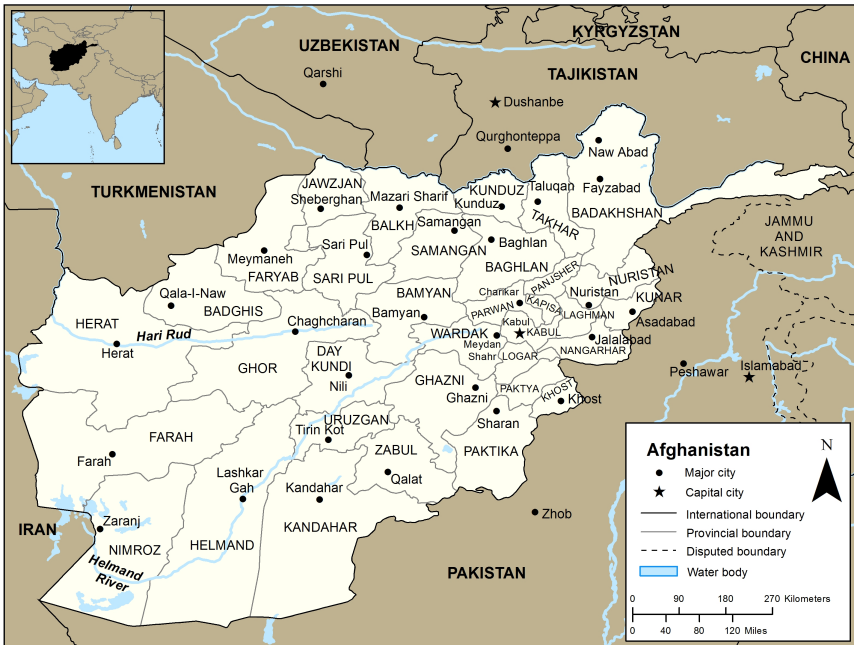 UZBEKISTAN
KYRGYZSTAN
CHINA
TAJIKISTAN
Qarshi
Dushanbe
Qurghonteppa
Naw Abad
TURKMENISTAN
JAWZJAN
Sheberghan
Mazari Sharif
KUNDUZ
Kunduz
Taluqan
Fayzabad
BADAKHSHAN
TAKHAR
BALKH
Samangan
JAMMU
AND
KASHMIR
Sari Pul
SAMANGAN
Baghlan
Meymaneh
FARYAB
SARI PUL
BAGHLAN
PANJSHER
NURISTAN
Qala-I-Naw
BADGHIS
BAMYAN
Charikar
Nuristan
KUNAR
PARWAN
KAPISA
LAGHMAN
Asadabad
HERAT
Hari Rud
Chaghcharan
Bamyan
Kabul
KABUL
WARDAK
Meydan
Shahr
LOGAR
Jalalabad
NANGARHAR
Herat
DAY
KUNDI
Nili
GHOR
GHAZNI
Ghazni
PAKTYA
KHOST
Khost
Peshawar
Islamabad
URUZGAN
Tirin Kot
Sharan
FARAH
Farah
ZABUL
Qalat
PAKTIKA
Lashkar
Gah
Kandahar
KANDAHAR
Zhob
IRAN
Zaranj
NIMROZ
HELMAND
Helmand
River
PAKISTAN
Afghanistan
N
Major city
Capital city
International boundary
Provincial boundary
Disputed boundary
Water body
0 90 180 270 Kilometers
0 40 80 120 Miles